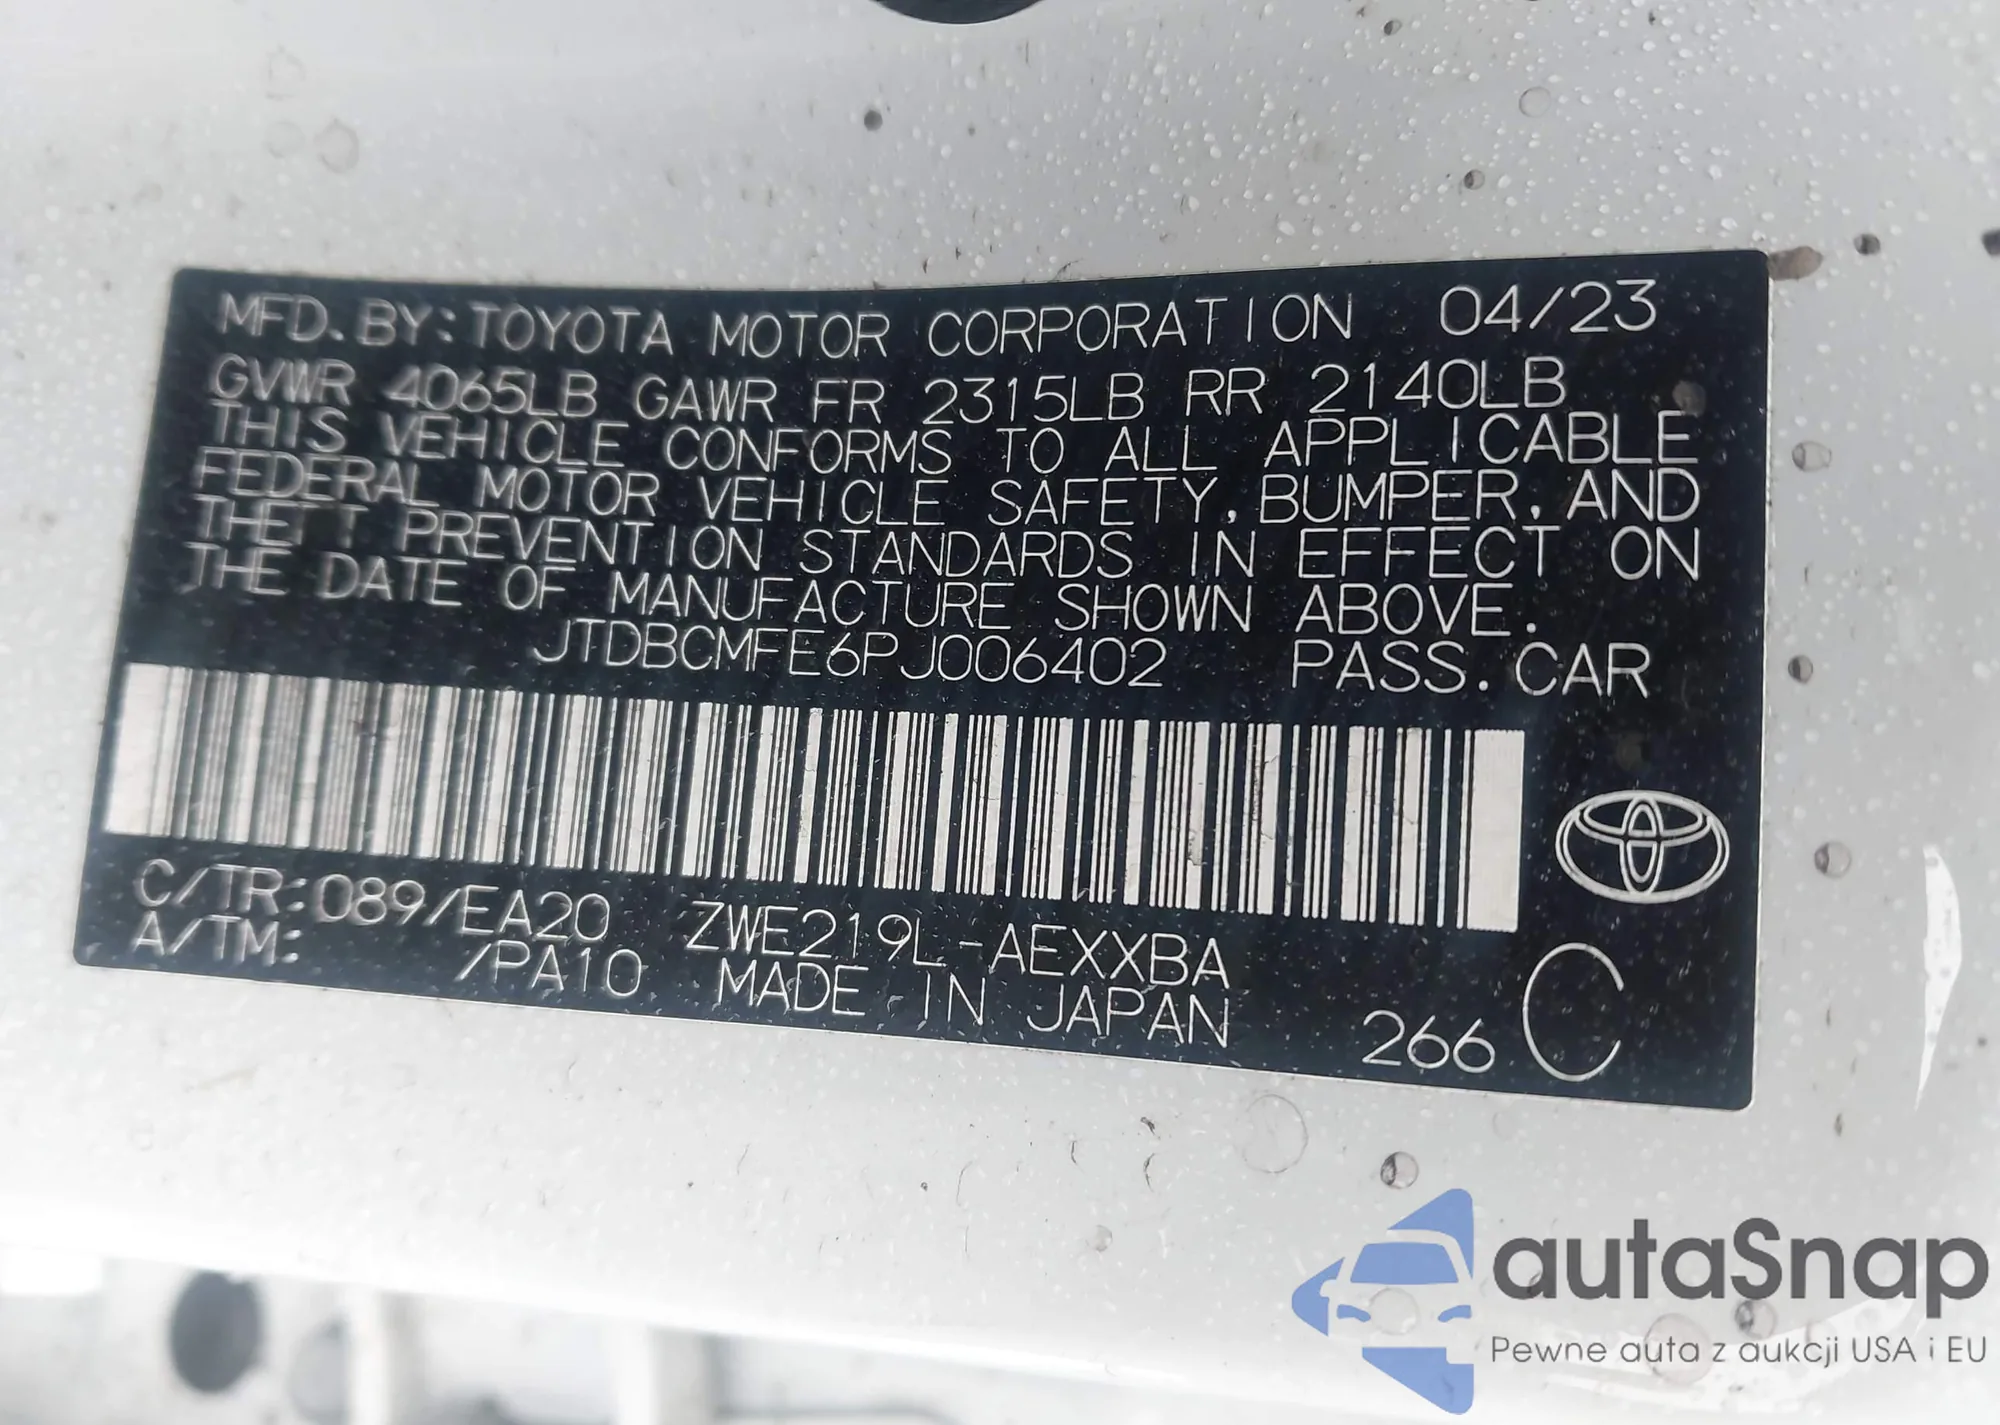 MFD. BY: TOYOTA MOTOR CORPORATION 04/23
GVWR 4065LB GAWR FR 2315LB RR 2140LB
THIS VEHICLE CONFORMS TO ALL APPLICABLE
FEDERAL MOTOR VEHICLE SAFETY, BUMPER, AND
THEFT PREVENTION STANDARDS IN EFFECT ON
THE DATE OF MANUFACTURE SHOWN ABOVE.
JTDBCMFE6PJ006402 PASS. CAR
C/TR: 089/EA20 ZWE219L-AEXXBA
A/TM: /PA10 MADE IN JAPAN
266 C
autaSnap
Pewne auta z aukcji USA i EU